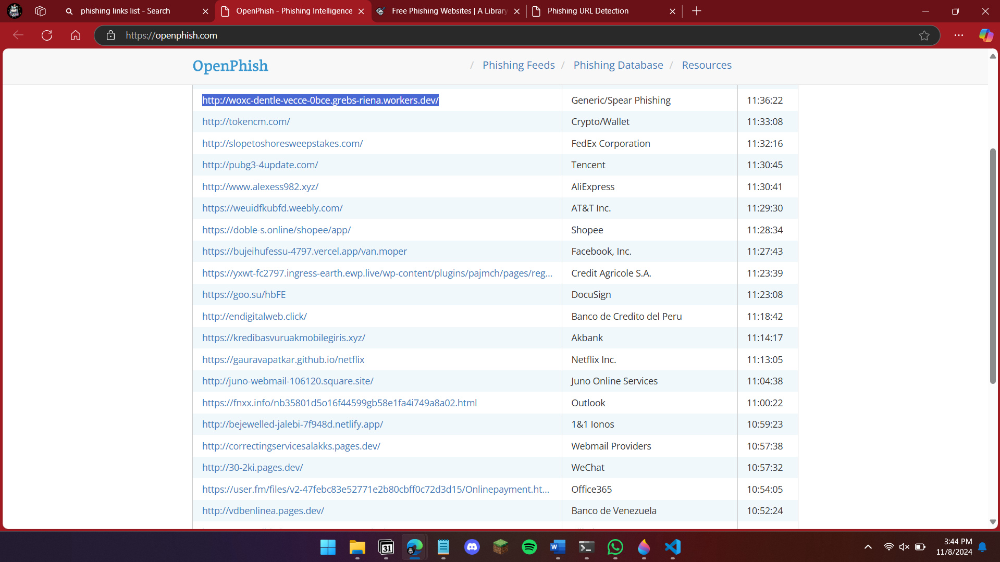 phishing links list - Search
OpenPhish - Phishing Intelligence
Free Phishing Websites | A Library
Phishing URL Detection
https://openphish.com
OpenPhish
/ Phishing Feeds / Phishing Database / Resources
http://woxc-dentle-vecce-0bce.grebs-riena.workers.dev/ Generic/Spear Phishing 11:36:22
http://tokencm.com/ Crypto/Wallet 11:33:08
http://slopetoshoresweepstakes.com/ FedEx Corporation 11:32:16
http://pubg3-4update.com/ Tencent 11:30:45
http://www.alexess982.xyz/ AliExpress 11:30:41
https://weuidfkubfd.weebly.com/ AT&T Inc. 11:29:30
https://doble-s.online/shopee/app/ Shopee 11:28:34
https://bujeihufessu-4797.vercel.app/van.moper Facebook, Inc. 11:27:43
https://yxwt-fc2797.ingress-earth.ewp.live/wp-content/plugins/pajmch/pages/reg... Credit Agricole S.A. 11:23:39
https://goo.su/hbFE DocuSign 11:23:08
http://endigitalweb.click/ Banco de Credito del Peru 11:18:42
https://kredibasvuruakmobilegiris.xyz/ Akbank 11:14:17
https://gauravapatkar.github.io/netflix Netflix Inc. 11:13:05
http://juno-webmail-106120.square.site/ Juno Online Services 11:04:38
https://fnxx.info/nb35801d5o16f44599gb58e1fa4i749a8a02.html Outlook 11:00:22
http://bejewelled-jalebi-7f948d.netlify.app/ 1&1 Ionos 10:59:23
http://correctingservicesalakks.pages.dev/ Webmail Providers 10:57:38
http://30-2ki.pages.dev/ WeChat 10:57:32
https://user.fm/files/v2-47febc83e52771e2b80cbff0c72d3d15/Onlinepayment.ht... Office365 10:54:05
http://vdbenlinea.pages.dev/ Banco de Venezuela 10:52:24
31
W
3:44 PM
11/8/2024